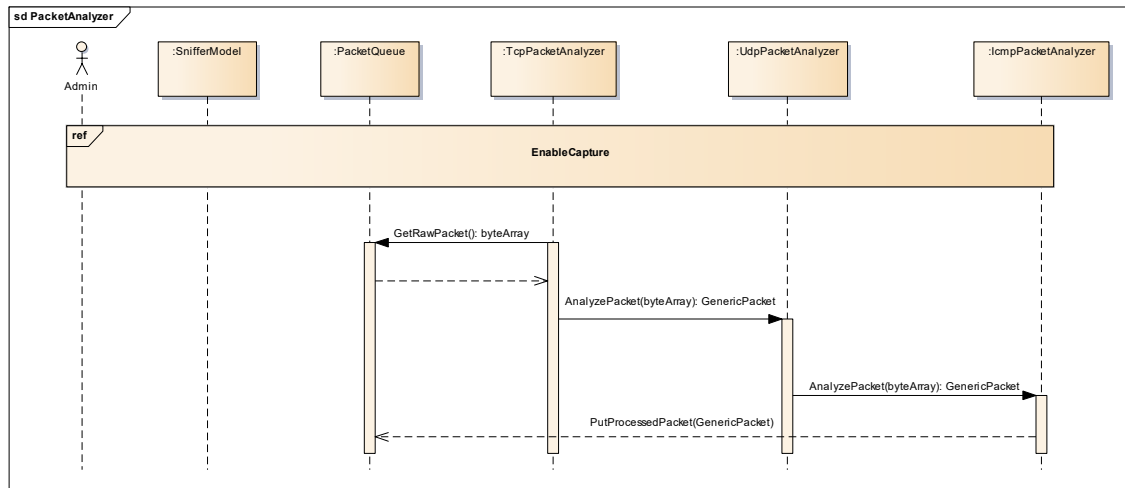 sd PacketAnalyzer
Admin
:SnifferModel
:PacketQueue
:TcpPacketAnalyzer
:UdpPacketAnalyzer
:IcmpPacketAnalyzer
ref
EnableCapture
GetRawPacket(): byteArray
AnalyzePacket(byteArray): GenericPacket
AnalyzePacket(byteArray): GenericPacket
PutProcessedPacket(GenericPacket)